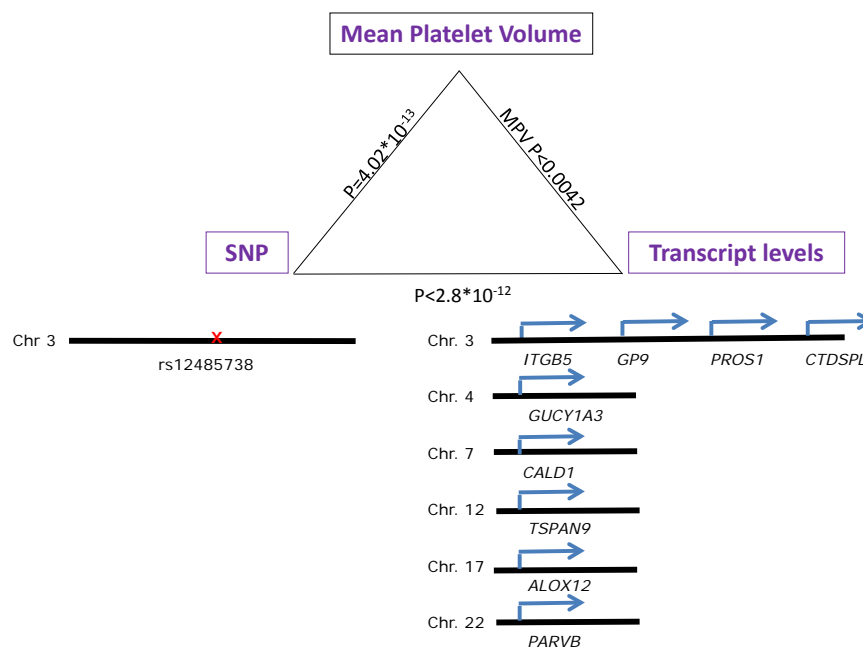 Mean Platelet Volume
P=4.02*10-13
MPV P<0.0042
SNP
Transcript levels
P<2.8*10-12
Chr 3
x
rs12485738
Chr. 3
ITGB5 GP9 PROS1 CTDSPL
Chr. 4
GUCY1A3
Chr. 7
CALD1
Chr. 12
TSPAN9
Chr. 17
ALOX12
Chr. 22
PARVB